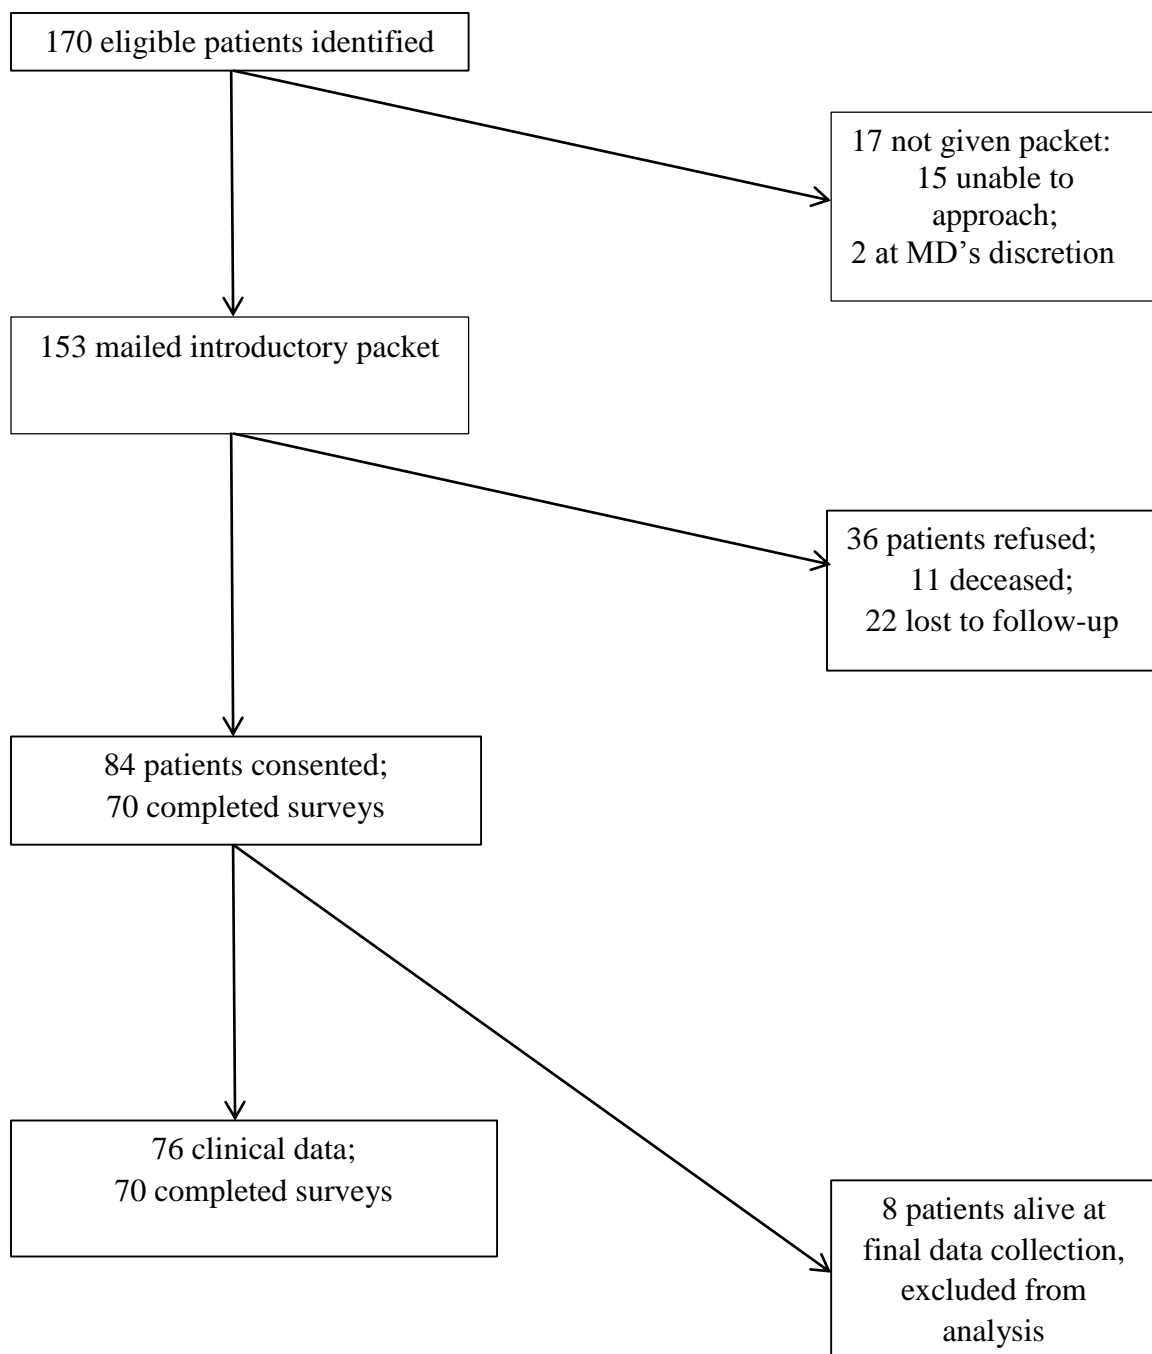 170 eligible patients identified
17 not given packet:
15 unable to
approach;
2 at MD’s discretion
153 mailed introductory packet
36 patients refused;
11 deceased;
22 lost to follow-up
84 patients consented;
70 completed surveys
76 clinical data;
70 completed surveys
8 patients alive at
final data collection,
excluded from
analysis